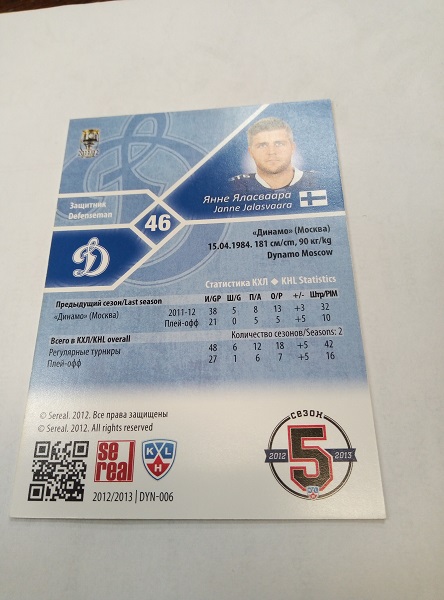 Янне Яласваара
Janne Jalasvaara
Защитник
Defenseman
46
«Динамо» (Москва)
15.04.1984. 181 см/cm, 90 кг/kg
Dynamo Moscow
Статистика КХЛ ◆ KHL Statistics
Предыдущий сезон/Last season И/GP Ш/G П/A О/P +/- Штр/PIM
«Динамо» (Москва) 2011-12 38 5 8 13 +3 32
Плей-офф 21 0 5 5 +5 10
Всего в КХЛ/KHL overall Количество сезонов/Seasons: 2
Регулярные турниры 48 6 12 18 +5 42
Плей-офф 27 1 6 7 +5 16
© Sereal. 2012. Все права защищены
© Sereal. 2012. All rights reserved
se
real
KHL
2012/2013 | DYN-006
СЕЗОН
2012 5 2013